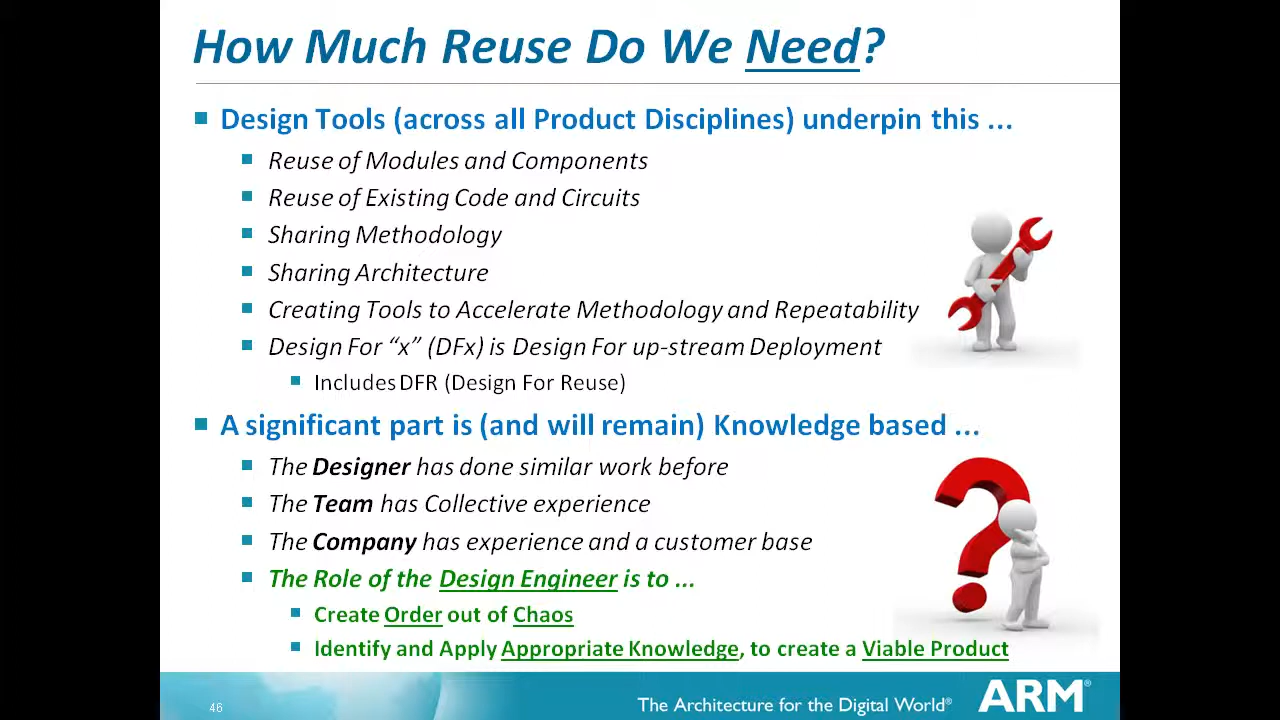 How Much Reuse Do We Need?
Design Tools (across all Product Disciplines) underpin this ...
Reuse of Modules and Components
Reuse of Existing Code and Circuits
Sharing Methodology
Sharing Architecture
Creating Tools to Accelerate Methodology and Repeatability
Design For “x” (DFx) is Design For up-stream Deployment
Includes DFR (Design For Reuse)
A significant part is (and will remain) Knowledge based ...
The Designer has done similar work before
The Team has Collective experience
The Company has experience and a customer base
The Role of the Design Engineer is to ...
Create Order out of Chaos
Identify and Apply Appropriate Knowledge, to create a Viable Product
46
The Architecture for the Digital World®
ARM®